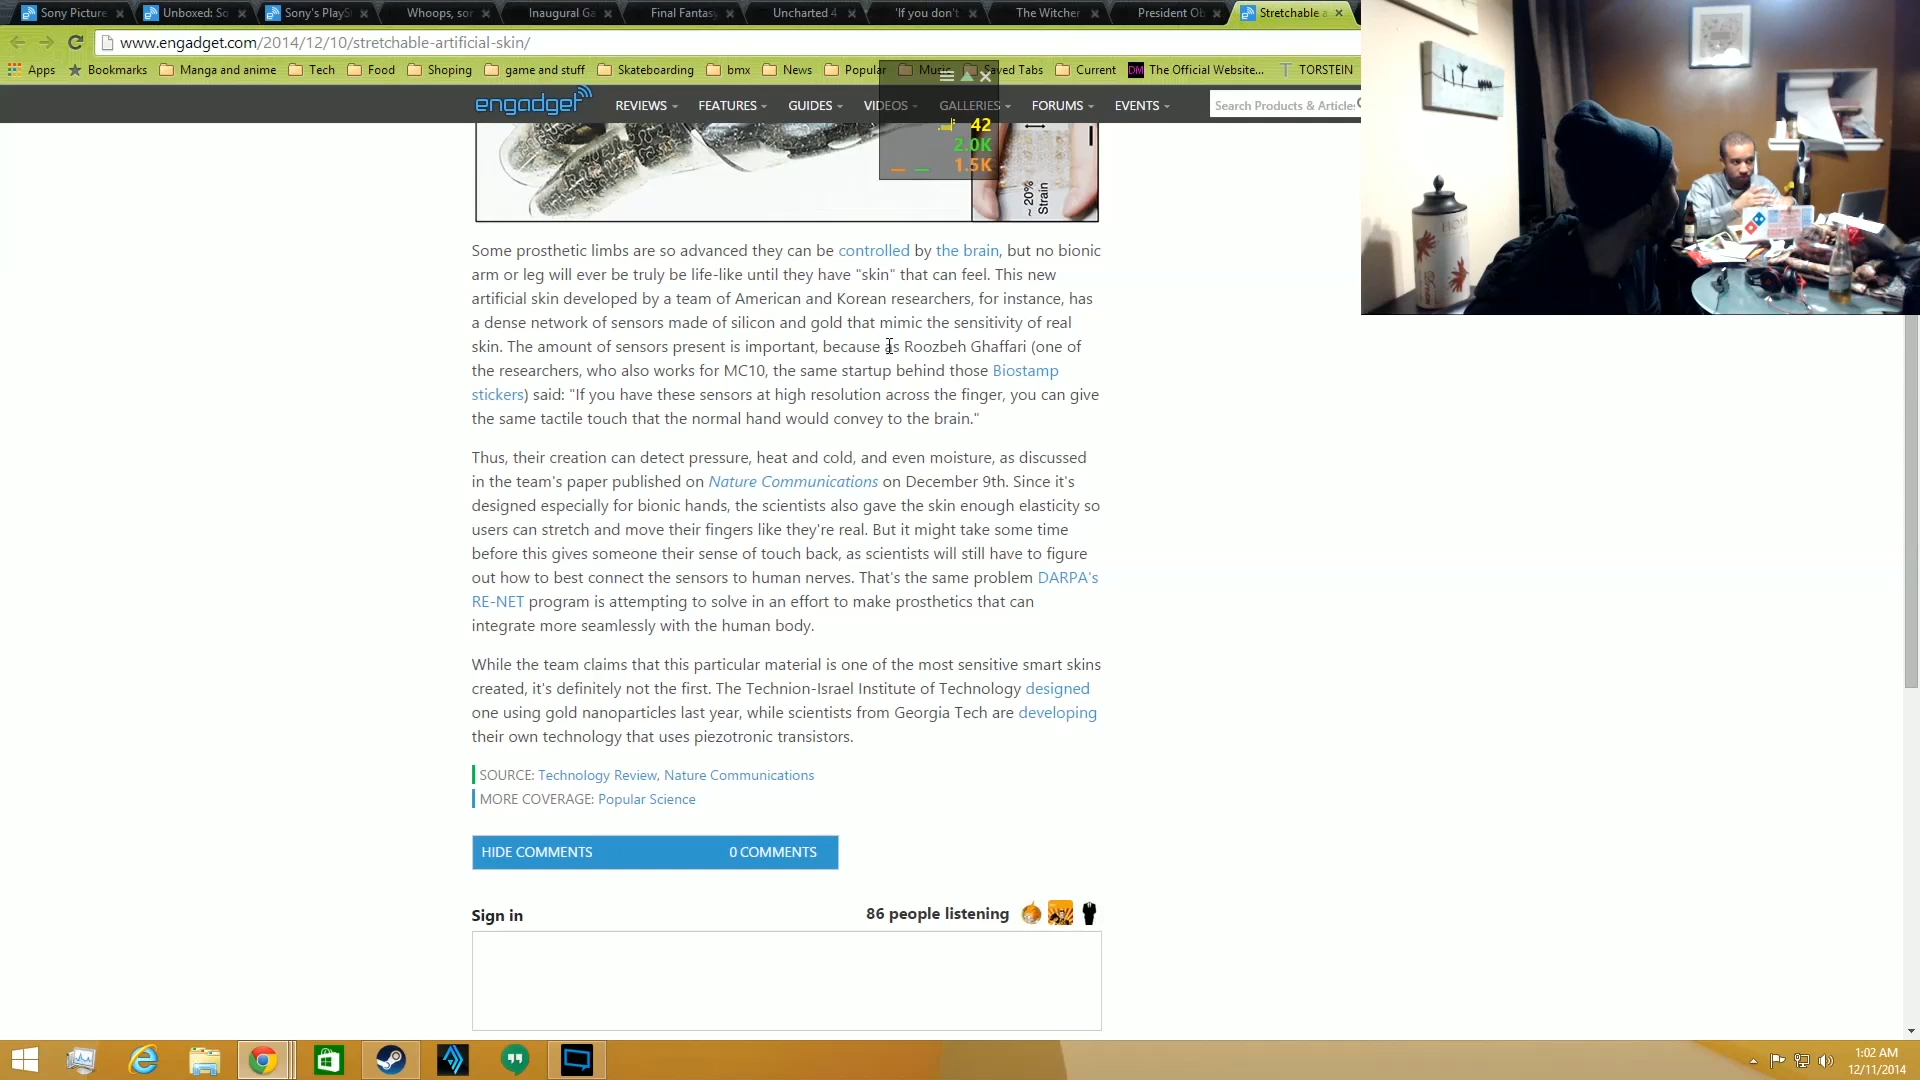 Sony Picture Unboxed: So Sony's PlaySt Whoops, sor Inaugural Ga Final Fantasy Uncharted 4 'If you don't The Witcher President Ob Stretchable a
www.engadget.com/2014/12/10/stretchable-artificial-skin/
Apps Bookmarks Manga and anime Tech Food Shoping game and stuff Skateboarding bmx News Popular Music Saved Tabs Current DM The Official Website... TORSTEIN
engadget REVIEWS FEATURES GUIDES VIDEOS GALLERIES FORUMS EVENTS Search Products & Articles
42
2.0K
1.5K
~ 20%
Strain
HOME
Some prosthetic limbs are so advanced they can be controlled by the brain, but no bionic
arm or leg will ever be truly be life-like until they have "skin" that can feel. This new
artificial skin developed by a team of American and Korean researchers, for instance, has
a dense network of sensors made of silicon and gold that mimic the sensitivity of real
skin. The amount of sensors present is important, because as Roozbeh Ghaffari (one of
the researchers, who also works for MC10, the same startup behind those Biostamp
stickers) said: "If you have these sensors at high resolution across the finger, you can give
the same tactile touch that the normal hand would convey to the brain."
Thus, their creation can detect pressure, heat and cold, and even moisture, as discussed
in the team's paper published on Nature Communications on December 9th. Since it's
designed especially for bionic hands, the scientists also gave the skin enough elasticity so
users can stretch and move their fingers like they're real. But it might take some time
before this gives someone their sense of touch back, as scientists will still have to figure
out how to best connect the sensors to human nerves. That's the same problem DARPA's
RE-NET program is attempting to solve in an effort to make prosthetics that can
integrate more seamlessly with the human body.
While the team claims that this particular material is one of the most sensitive smart skins
created, it's definitely not the first. The Technion-Israel Institute of Technology designed
one using gold nanoparticles last year, while scientists from Georgia Tech are developing
their own technology that uses piezotronic transistors.
SOURCE: Technology Review, Nature Communications
MORE COVERAGE: Popular Science
HIDE COMMENTS 0 COMMENTS
Sign in 86 people listening
1:02 AM
12/11/2014